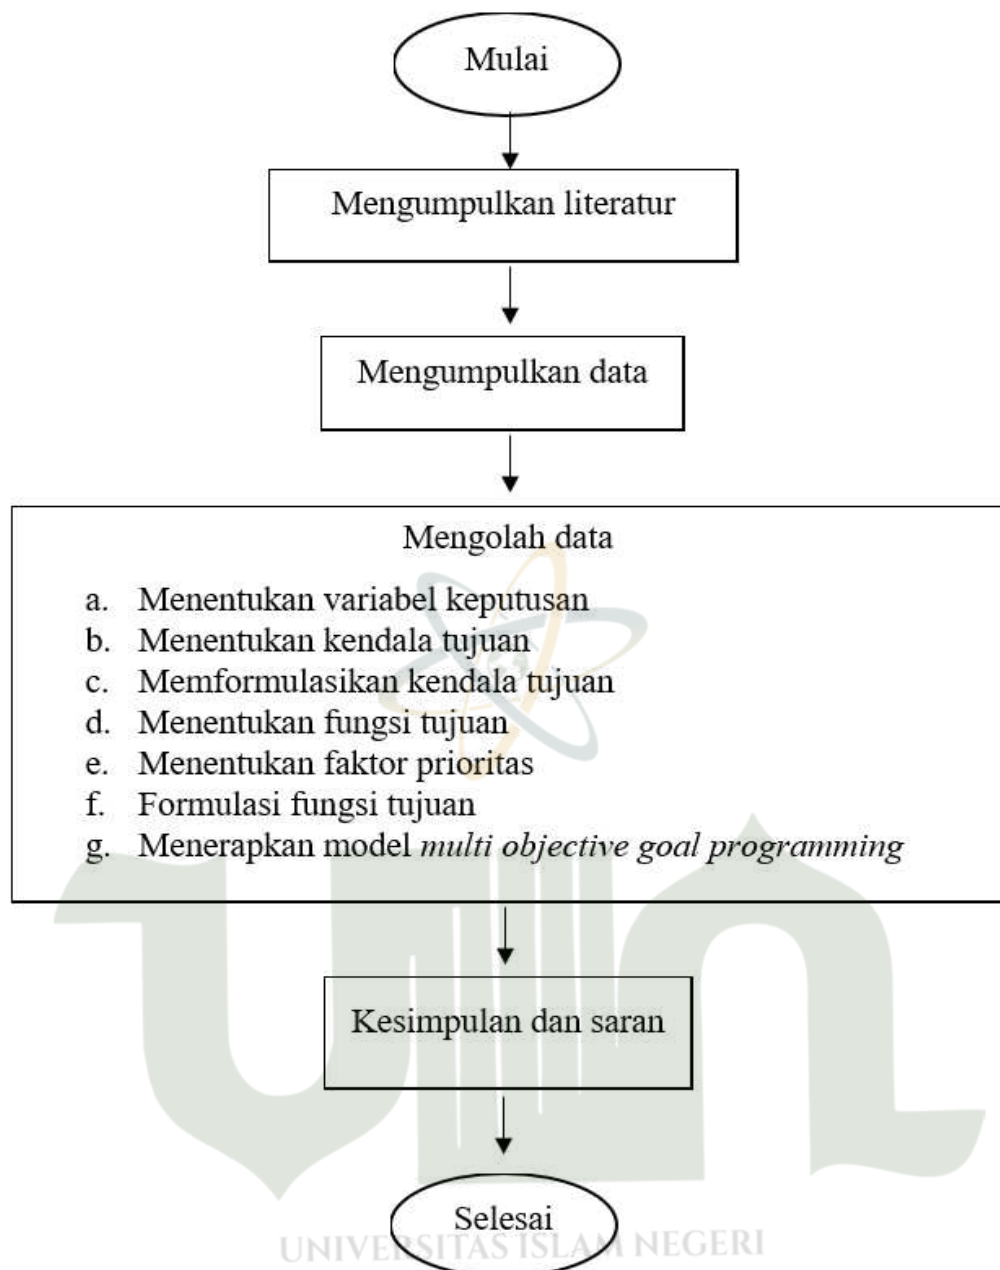 Mulai
Mengumpulkan literatur
Mengumpulkan data
Mengolah data
a. Menentukan variabel keputusan
b. Menentukan kendala tujuan
c. Memformulasikan kendala tujuan
d. Menentukan fungsi tujuan
e. Menentukan faktor prioritas
f. Formulasi fungsi tujuan
g. Menerapkan model multi objective goal programming
Kesimpulan dan saran
Selesai
UNIVERSITAS ISLAM NEGERI